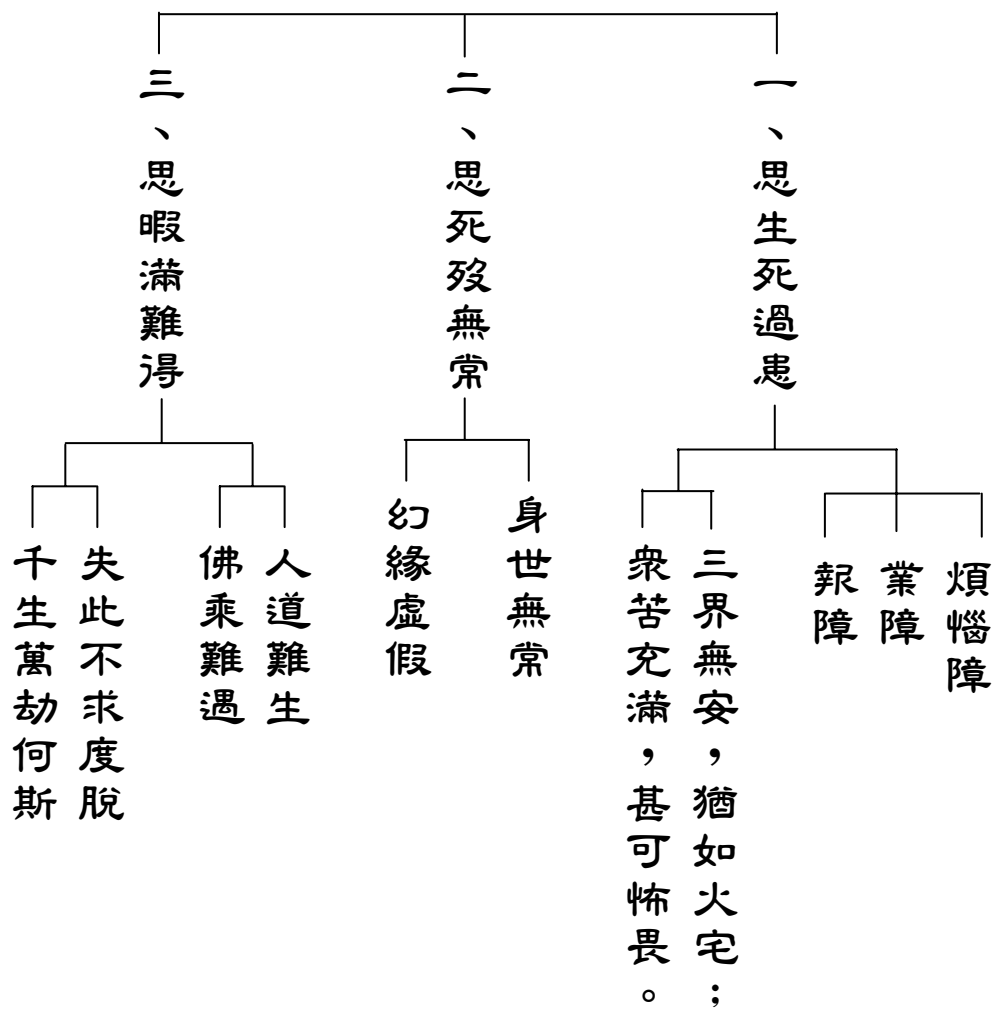 一、思生死過患
煩惱障
業障
報障
三界無安，猶如火宅；
眾苦充滿，甚可怖畏。
二、思死歿無常
身世無常
幻緣虛假
三、思暇滿難得
人道難生
佛乘難遇
失此不求度脫
千生萬劫何斯